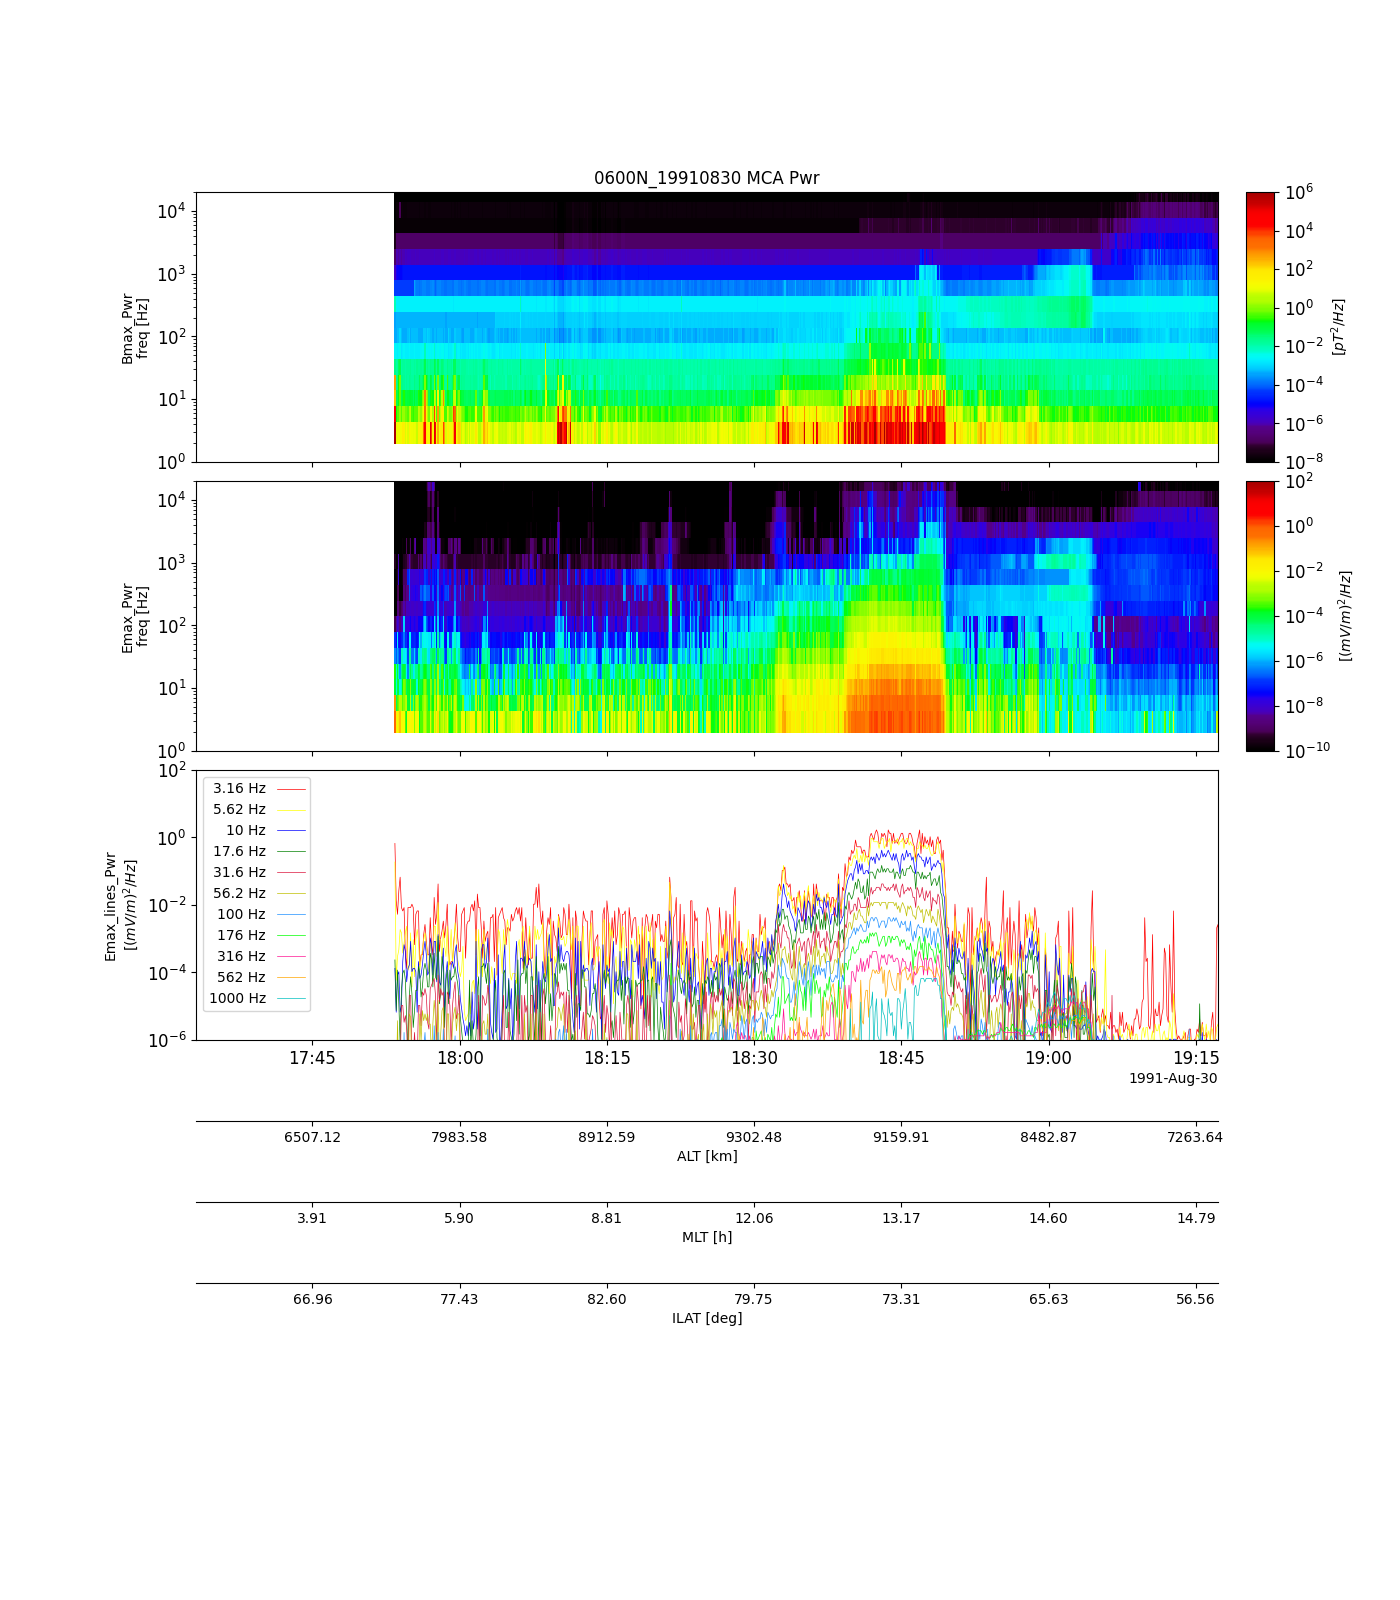 0600N_19910830 MCA Pwr
Bmax_Pwr
freq [Hz]
10^4
10^3
10^2
10^1
10^0
10^6
10^4
10^2
10^0
10^-2
10^-4
10^-6
10^-8
[pT^2/Hz]
Emax_Pwr
freq [Hz]
10^4
10^3
10^2
10^1
10^0
10^2
10^0
10^-2
10^-4
10^-6
10^-8
10^-10
[(mV/m)^2/Hz]
Emax_lines_Pwr
[(mV/m)^2/Hz]
10^2
10^0
10^-2
10^-4
10^-6
3.16 Hz
5.62 Hz
10 Hz
17.6 Hz
31.6 Hz
56.2 Hz
100 Hz
176 Hz
316 Hz
562 Hz
1000 Hz
17:45 18:00 18:15 18:30 18:45 19:00 19:15
1991-Aug-30
6507.12 7983.58 8912.59 9302.48 9159.91 8482.87 7263.64
ALT [km]
3.91 5.90 8.81 12.06 13.17 14.60 14.79
MLT [h]
66.96 77.43 82.60 79.75 73.31 65.63 56.56
ILAT [deg]